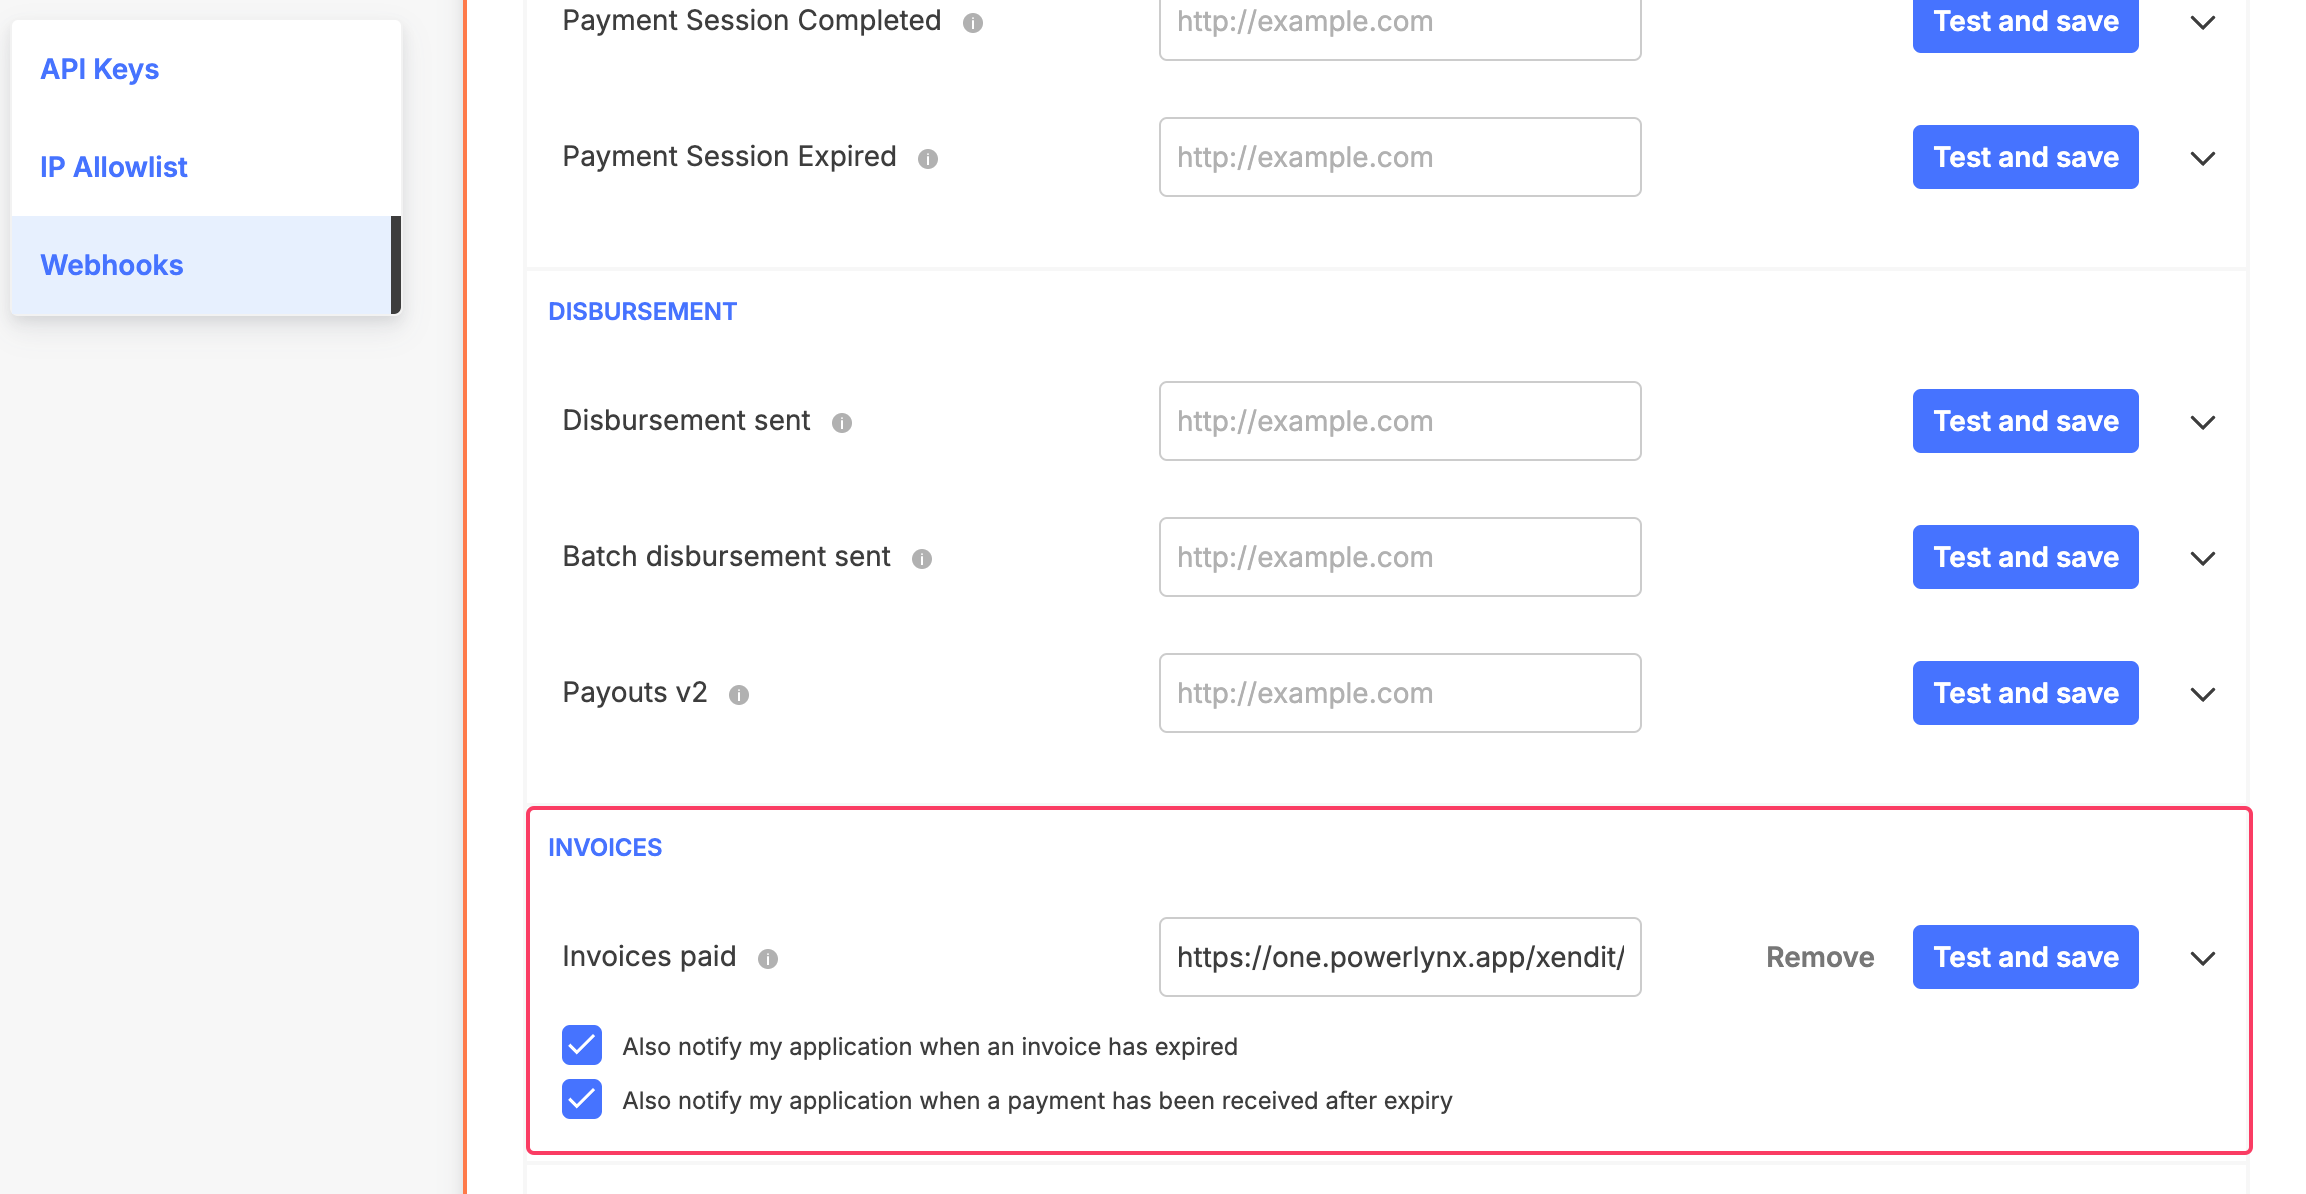 API Keys
IP Allowlist
Webhooks
Payment Session Completed http://example.com Test and save
Payment Session Expired http://example.com Test and save
DISBURSEMENT
Disbursement sent http://example.com Test and save
Batch disbursement sent http://example.com Test and save
Payouts v2 http://example.com Test and save
INVOICES
Invoices paid https://one.powerlynx.app/xendit/ Remove Test and save
Also notify my application when an invoice has expired
Also notify my application when a payment has been received after expiry